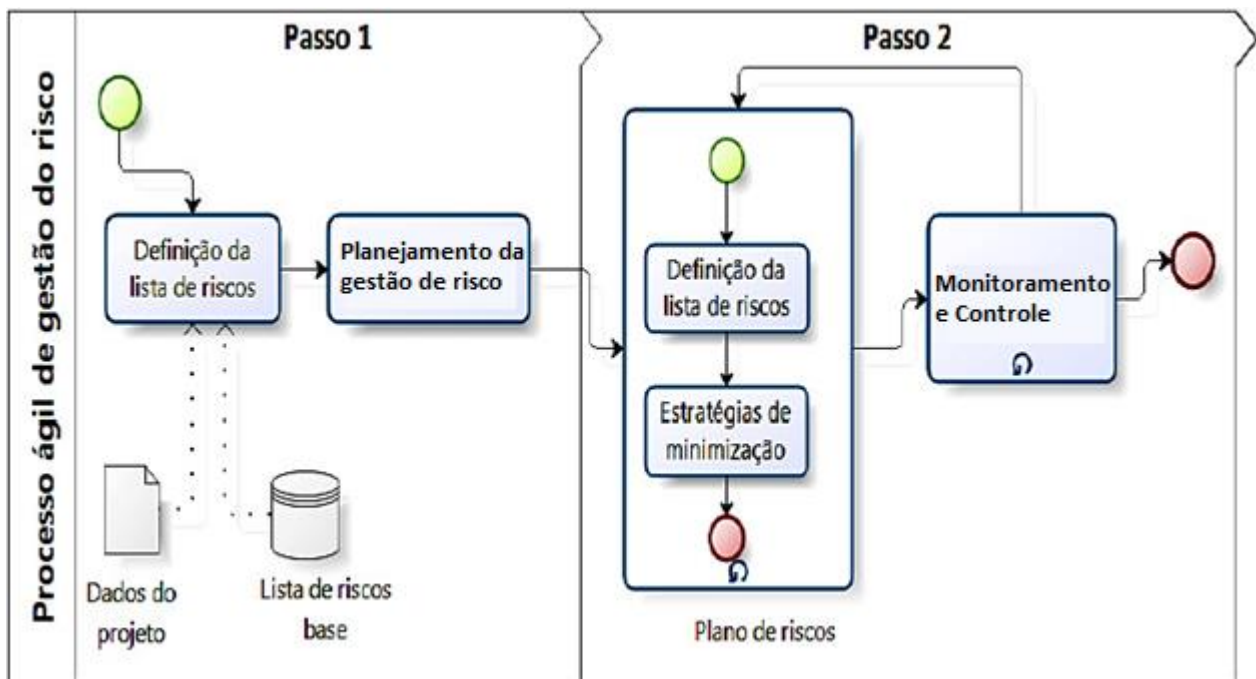 Processo ágil de gestão do risco
Passo 1
Passo 2
Definição da
lista de riscos
Planejamento da
gestão de risco
Dados do
projeto
Lista de riscos
base
Definição da
lista de riscos
Estratégias de
minimização
Plano de riscos
Monitoramento
e Controle